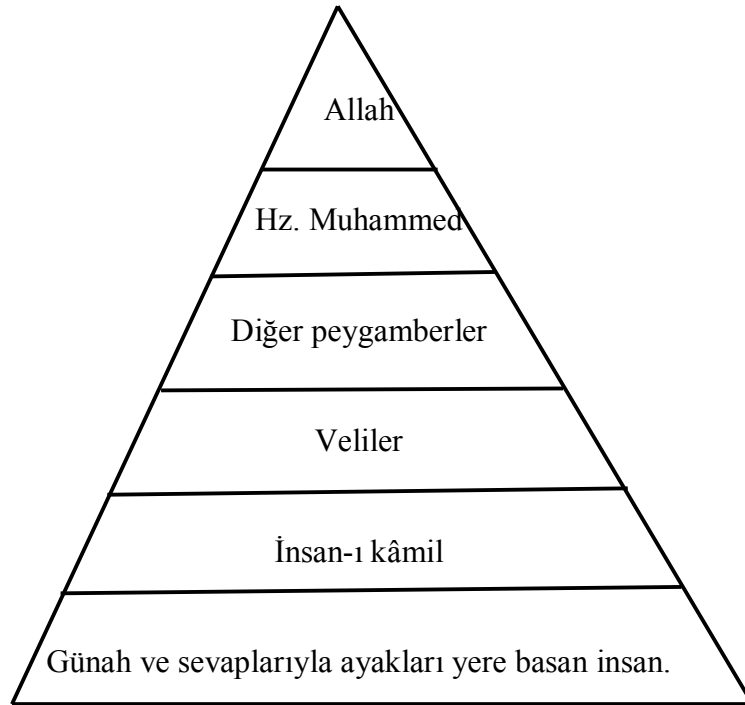 Allah
Hz. Muhammed
Diğer peygamberler
Veliler
İnsan-ı kâmil
Günah ve sevaplarıyla ayakları yere basan insan.